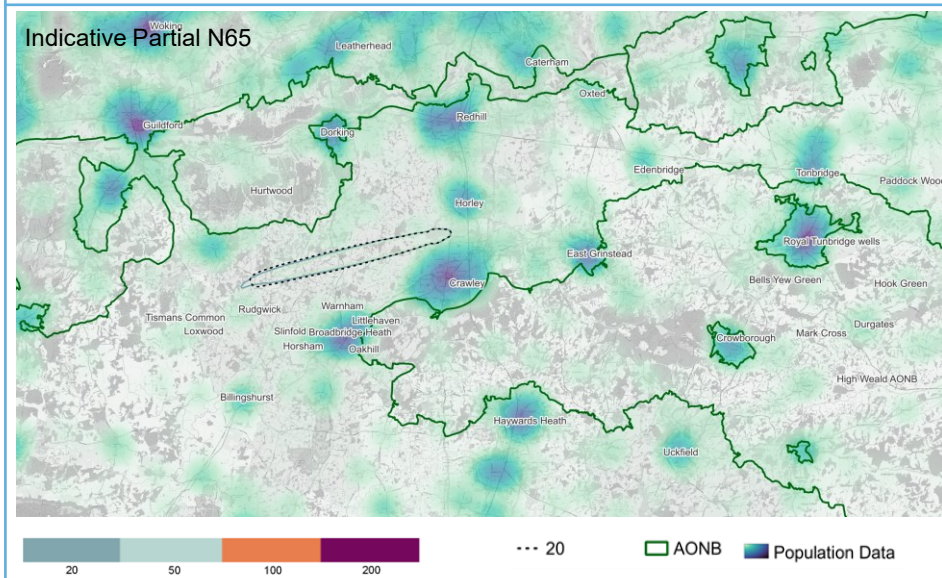 Indicative Partial N65
Woking
Leatherhead
Caterham
Oxted
Guildford
Redhill
Dorking
Edenbridge
Tonbridge
Paddock Wood
Hurtwood
Horley
Royal Tunbridge wells
East Grinstead
Crawley
Bells Yew Green
Hook Green
Rudgwick
Warnham
Tismans Common
Littlehaven
Durgates
Loxwood
Slinfold
Broadbridge Heath
Mark Cross
Crowborough
Horsham
Oakhill
High Weald AONB
Billingshurst
Haywards Heath
Uckfield
20
AONB
Population Data
20 50 100 200